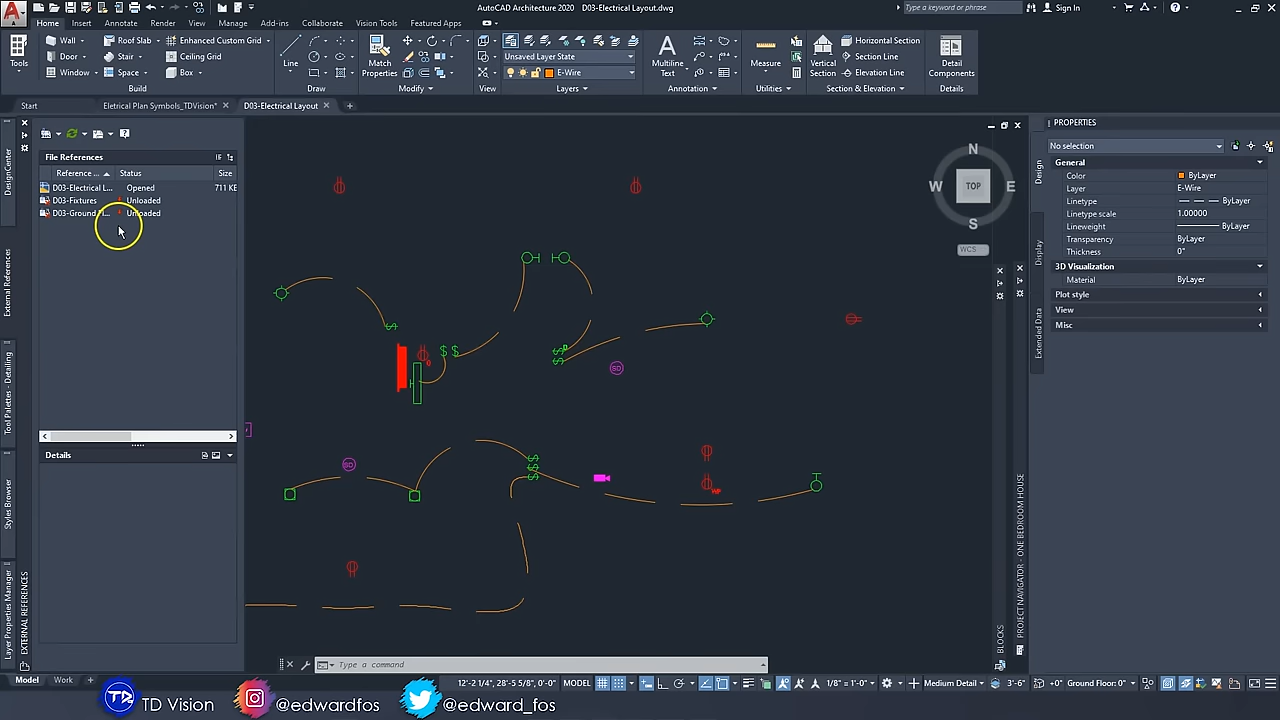 AutoCAD Architecture 2020 D03-Electrical Layout.dwg
Type a keyword or phrase
Sign In
Home Insert Annotate Render View Manage Add-ins Collaborate Vision Tools Featured Apps
Tools
Wall
Roof Slab
Enhanced Custom Grid
Door
Stair
Ceiling Grid
Window
Space
Box
Build
Line
Draw
Match Properties
Modify
View
Unsaved Layer State
E-Wire
Layers
Multiline Text
Annotation
Measure
Utilities
Vertical Section
Horizontal Section
Section Line
Elevation Line
Section & Elevation
Detail Components
Details
Start
Eletrical Plan Symbols_TDVision*
D03-Electrical Layout
DesignCenter
External References
Tool Palettes - Detailing
Styles Browser
Layer Properties Manager
EXTERNAL REFERENCES
File References
Reference ... Status Size
D03-Electrical L... Opened 711 KE
D03-Fixtures Unloaded
D03-Ground Unloaded
Details
$
$ $
$
$
SD
SD
$
$
$
WP
N
W TOP E
S
WCS
BLOCKS
PROJECT NAVIGATOR - ONE BEDROOM HOUSE
PROPERTIES
No selection
Design
Display
Extended Data
General
Color ByLayer
Layer E-Wire
Linetype ByLayer
Linetype scale 1.00000
Lineweight ByLayer
Transparency ByLayer
Thickness 0"
3D Visualization
Material ByLayer
Plot style
View
Misc
Type a command
Model Work
12'-2 1/4", 28'-5 5/8", 0'-0" MODEL
1/8" = 1'-0"
Medium Detail
3'-6"
+0" Ground Floor: 0"
TD TD Vision @edwardfos @edward_fos